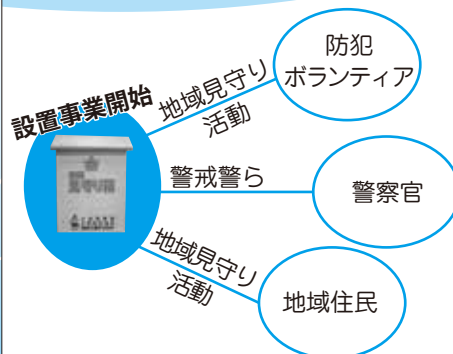 防犯
ボランティア
設置事業開始
地域見守り
活動
警戒警ら
警察官
地域見守り
活動
地域住民